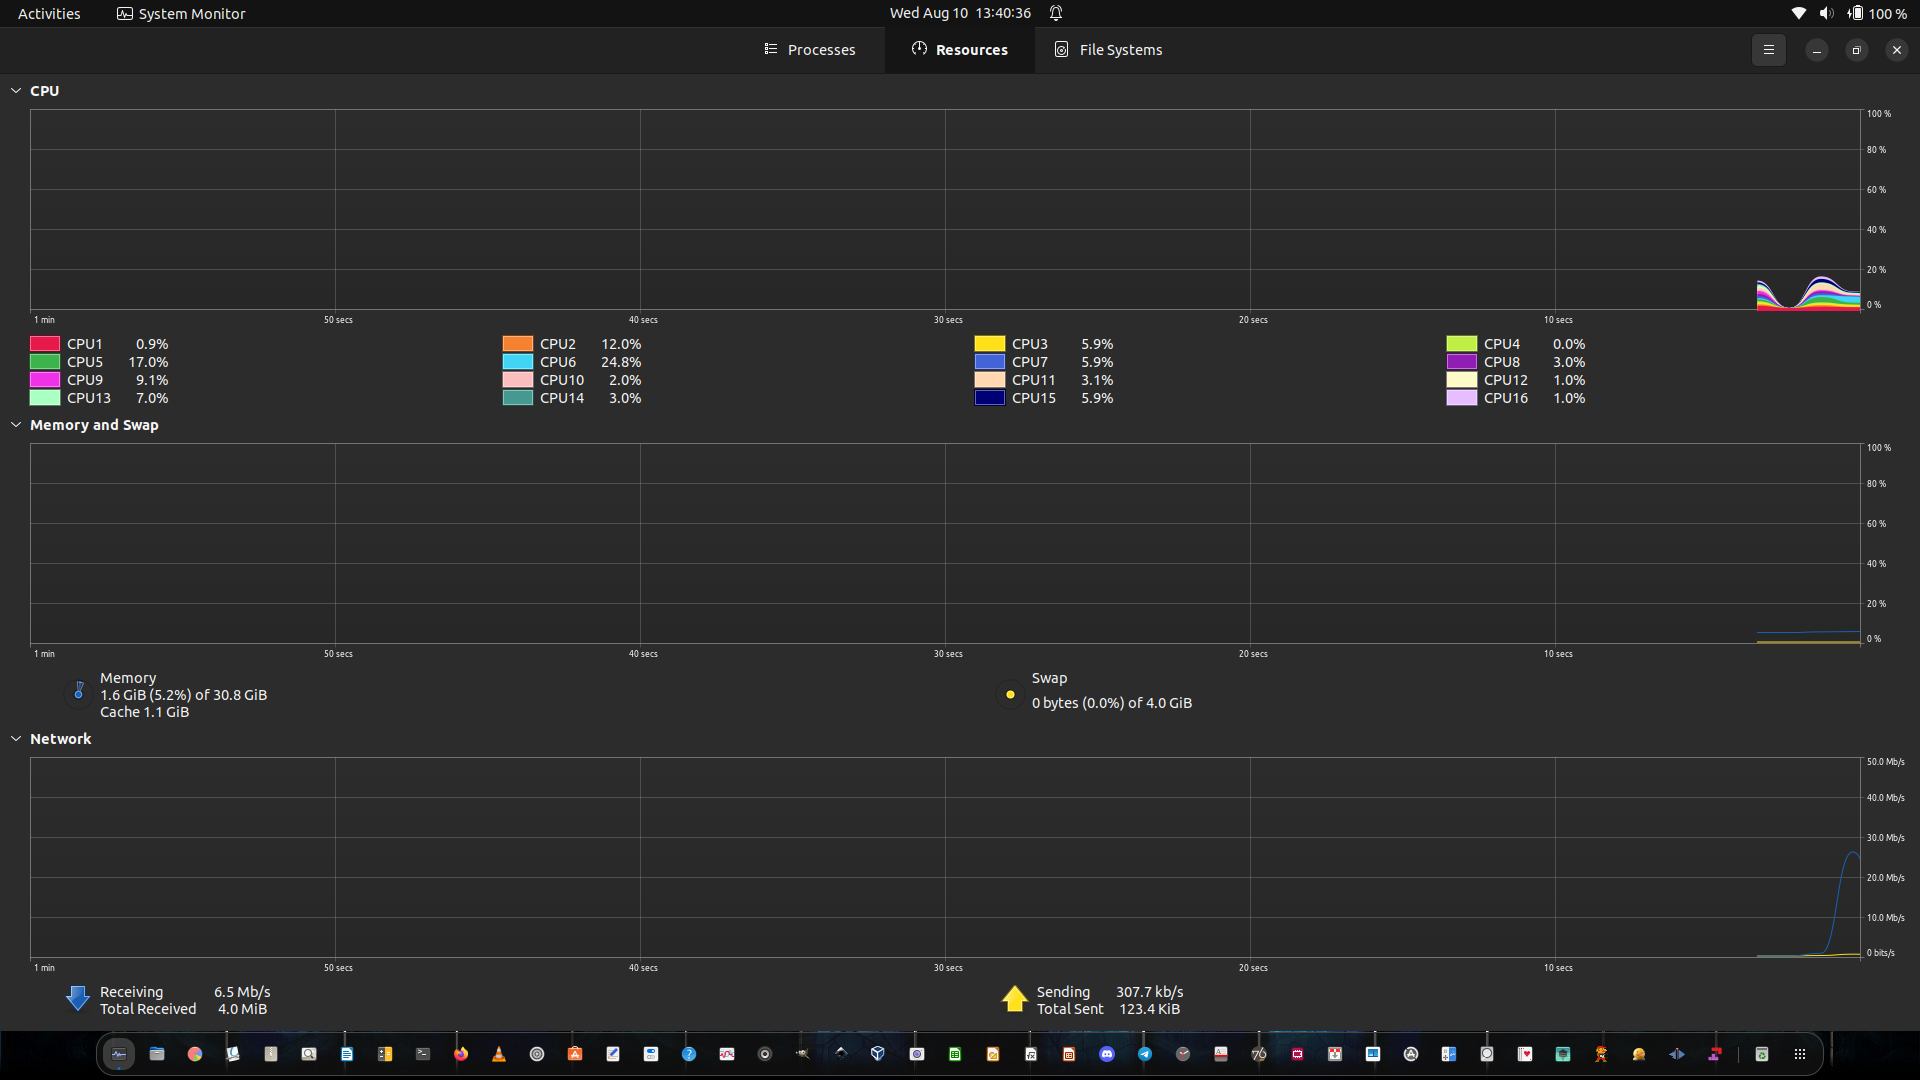 Activities System Monitor Wed Aug 10 13:40:36 100 %
Processes Resources File Systems
CPU
100 %
80 %
60 %
40 %
20 %
0 %
1 min 50 secs 40 secs 30 secs 20 secs 10 secs
CPU1 0.9% CPU2 12.0% CPU3 5.9% CPU4 0.0%
CPU5 17.0% CPU6 24.8% CPU7 5.9% CPU8 3.0%
CPU9 9.1% CPU10 2.0% CPU11 3.1% CPU12 1.0%
CPU13 7.0% CPU14 3.0% CPU15 5.9% CPU16 1.0%
Memory and Swap
100 %
80 %
60 %
40 %
20 %
0 %
1 min 50 secs 40 secs 30 secs 20 secs 10 secs
Memory
1.6 GiB (5.2%) of 30.8 GiB
Cache 1.1 GiB
Swap
0 bytes (0.0%) of 4.0 GiB
Network
50.0 Mb/s
40.0 Mb/s
30.0 Mb/s
20.0 Mb/s
10.0 Mb/s
0 bits/s
1 min 50 secs 40 secs 30 secs 20 secs 10 secs
Receiving 6.5 Mb/s
Total Received 4.0 MiB
Sending 307.7 kb/s
Total Sent 123.4 KiB
76